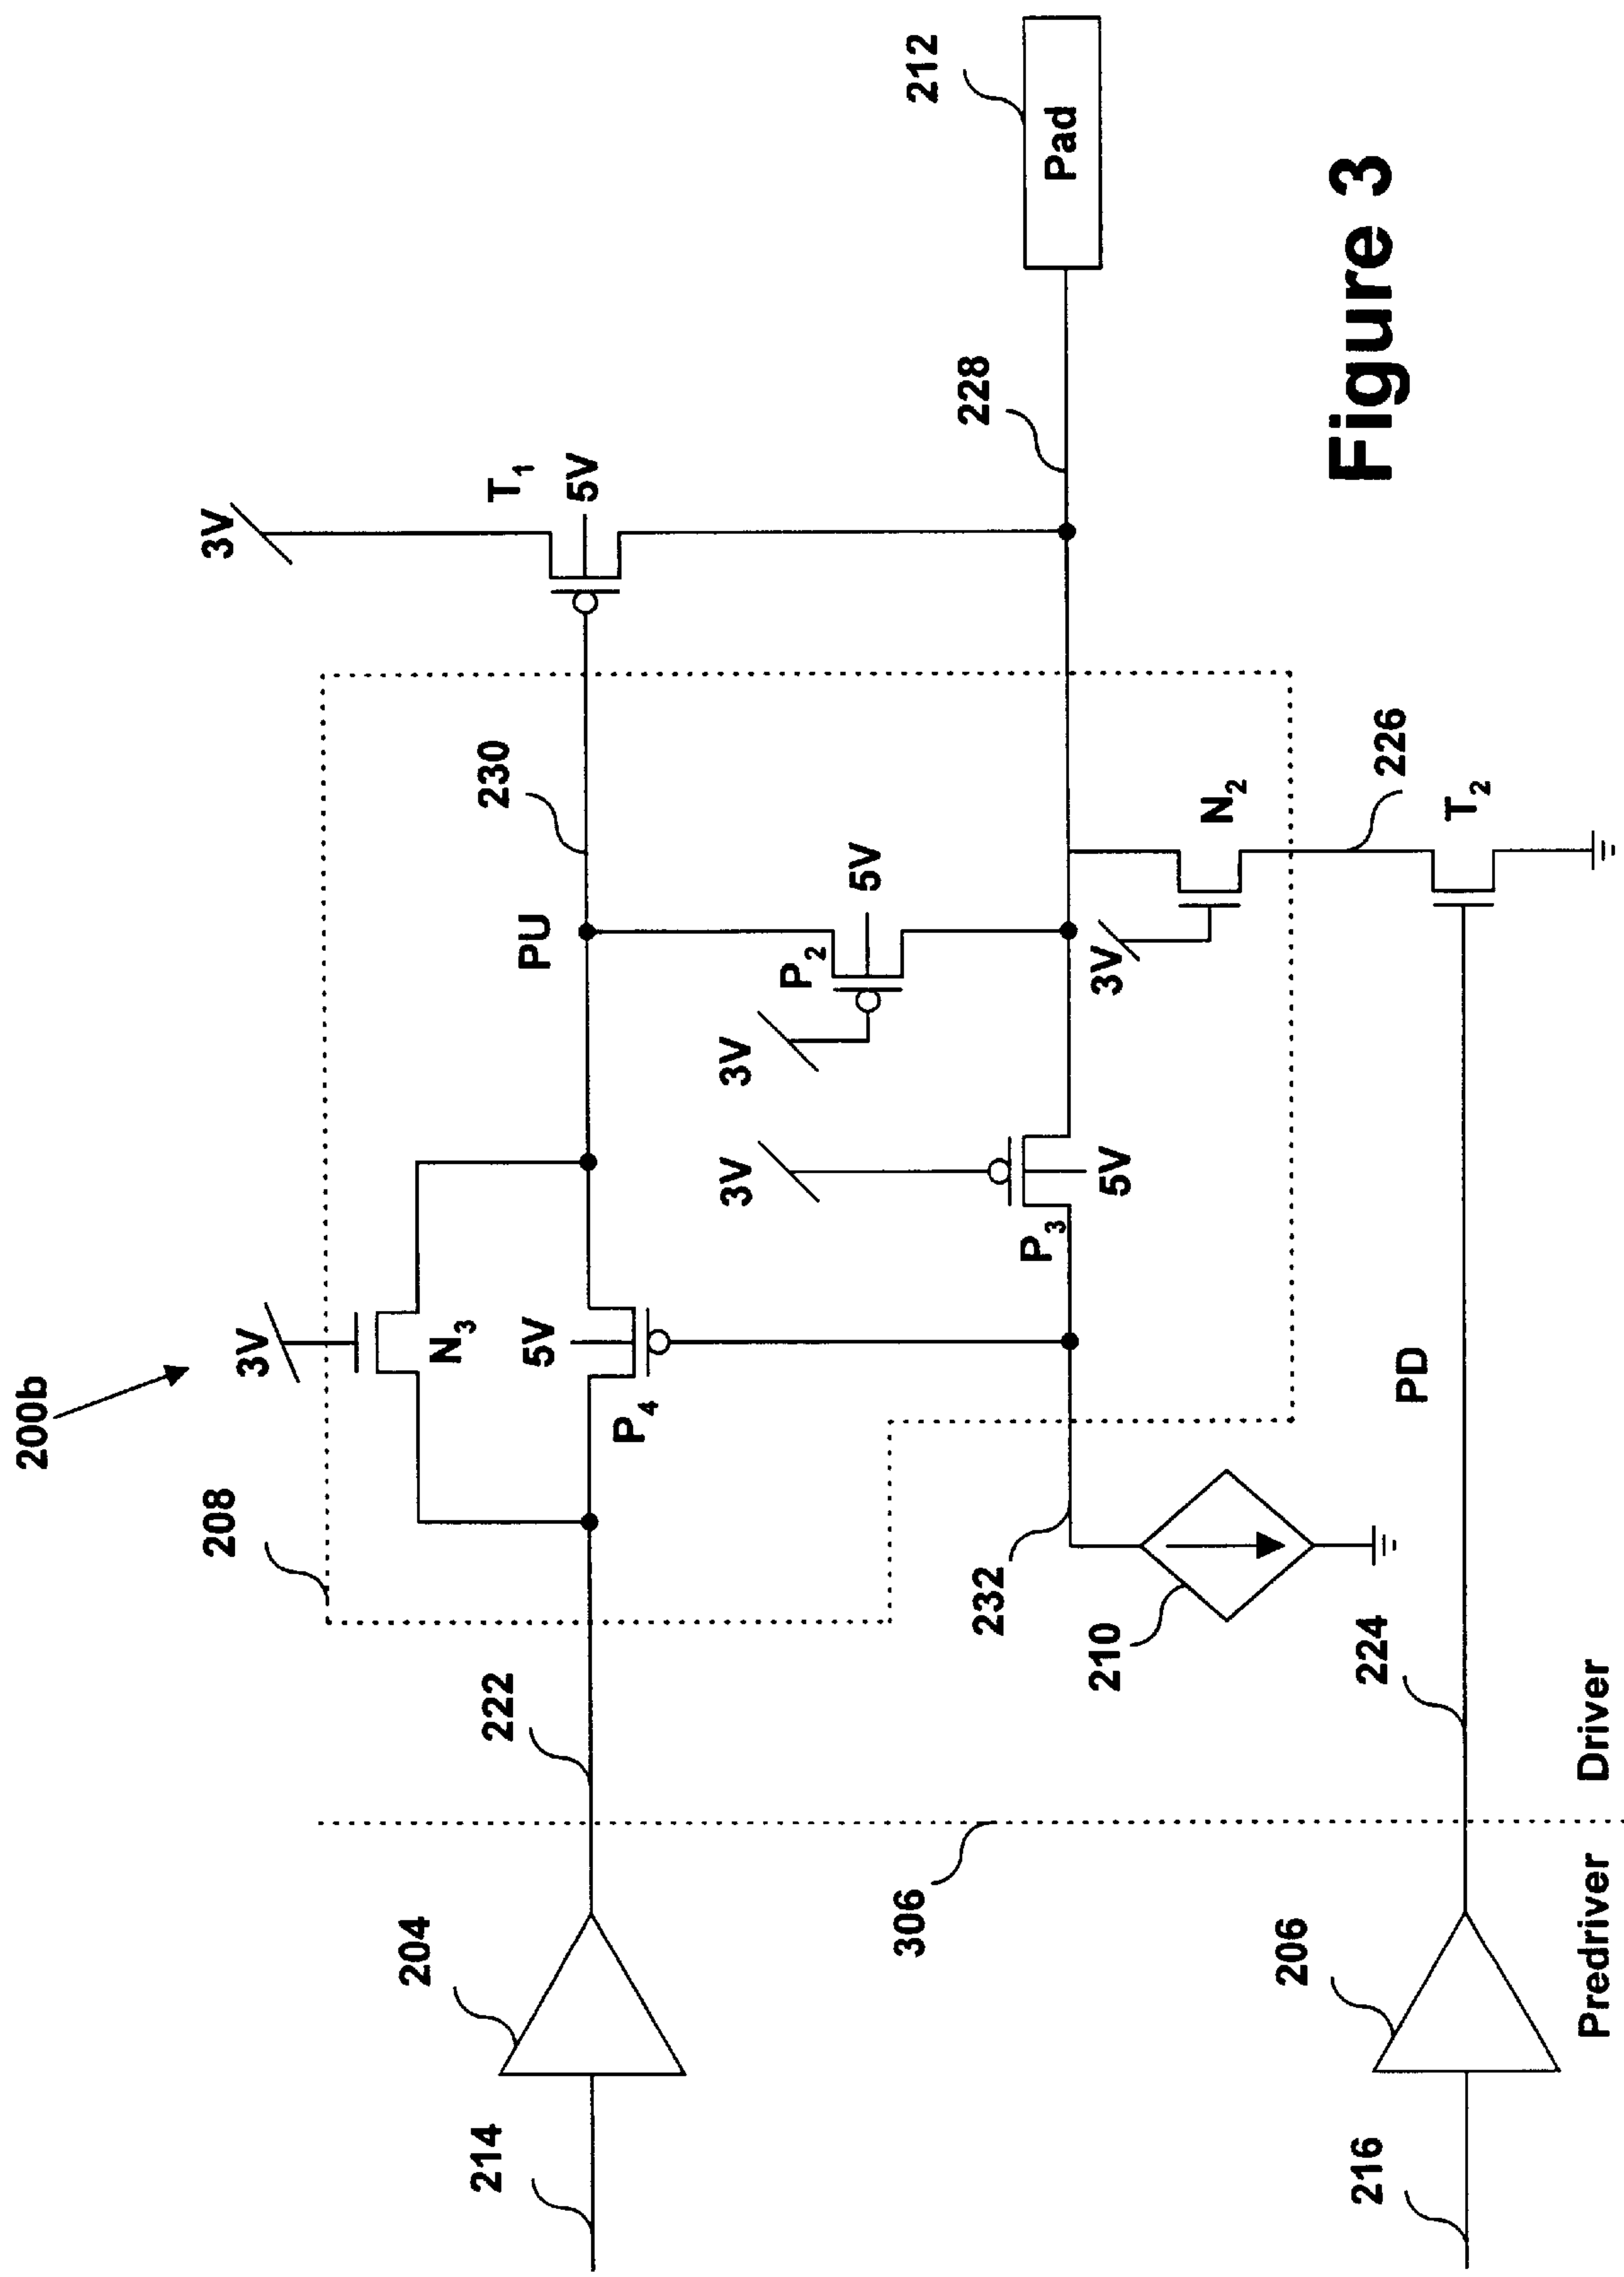 200b
208
3V
N3
5V
P4
PU
230
3V
T1
5V
204
222
214
3V
3V
P2
5V
P3
5V
232
210
228
212
Pad
3V
N2
226
T2
306
PD
224
206
216
Predriver
Driver
Figure 3